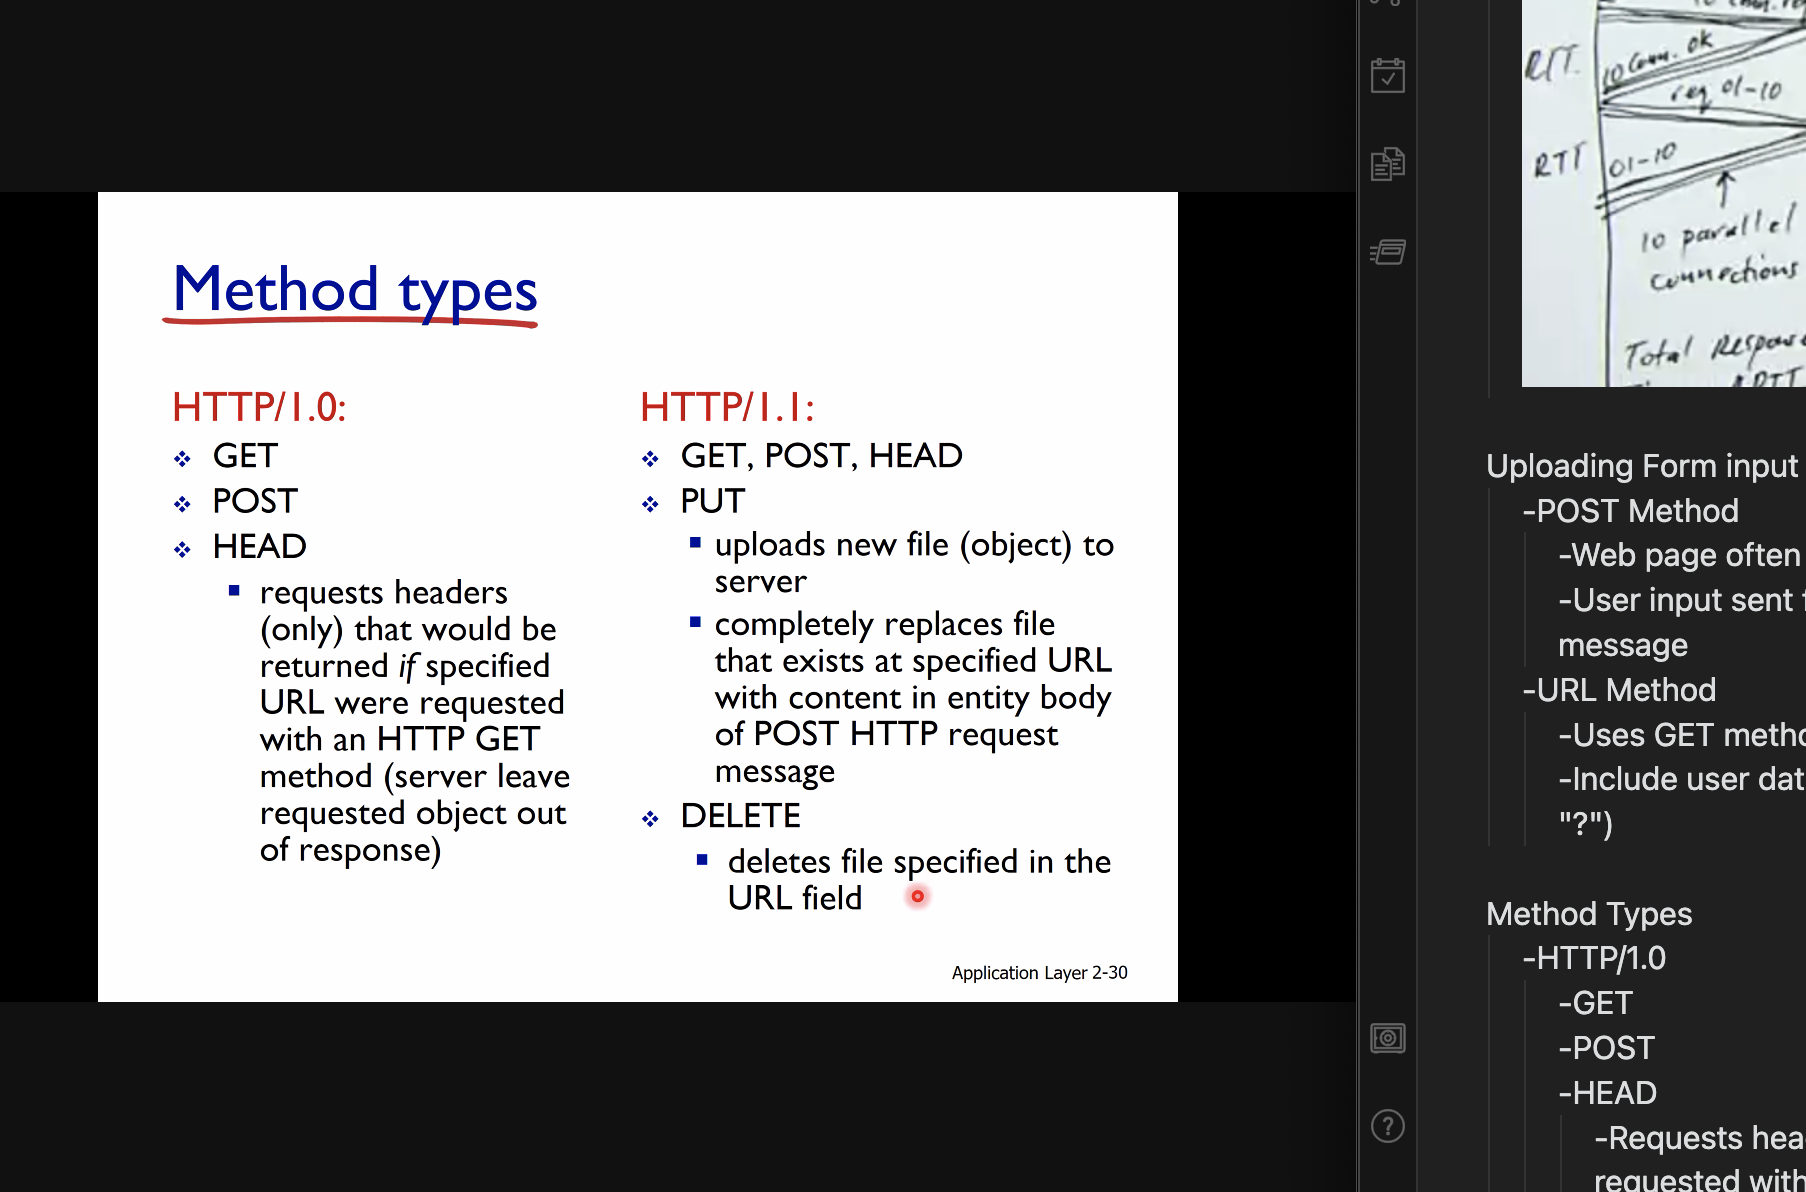 Method types
HTTP/1.0:
GET
POST
HEAD
requests headers
(only) that would be
returned if specified
URL were requested
with an HTTP GET
method (server leave
requested object out
of response)
HTTP/1.1:
GET, POST, HEAD
PUT
uploads new file (object) to
server
completely replaces file
that exists at specified URL
with content in entity body
of POST HTTP request
message
DELETE
deletes file specified in the
URL field
Application Layer 2-30
RTT
10 Conn. OK
req 01-10
RTT
01-10
10 parallel
connections
Total Respons
Uploading Form input
-POST Method
-Web page often
-User input sent
message
-URL Method
-Uses GET metho
-Include user dat
"?")
Method Types
-HTTP/1.0
-GET
-POST
-HEAD
-Requests hea
requested with